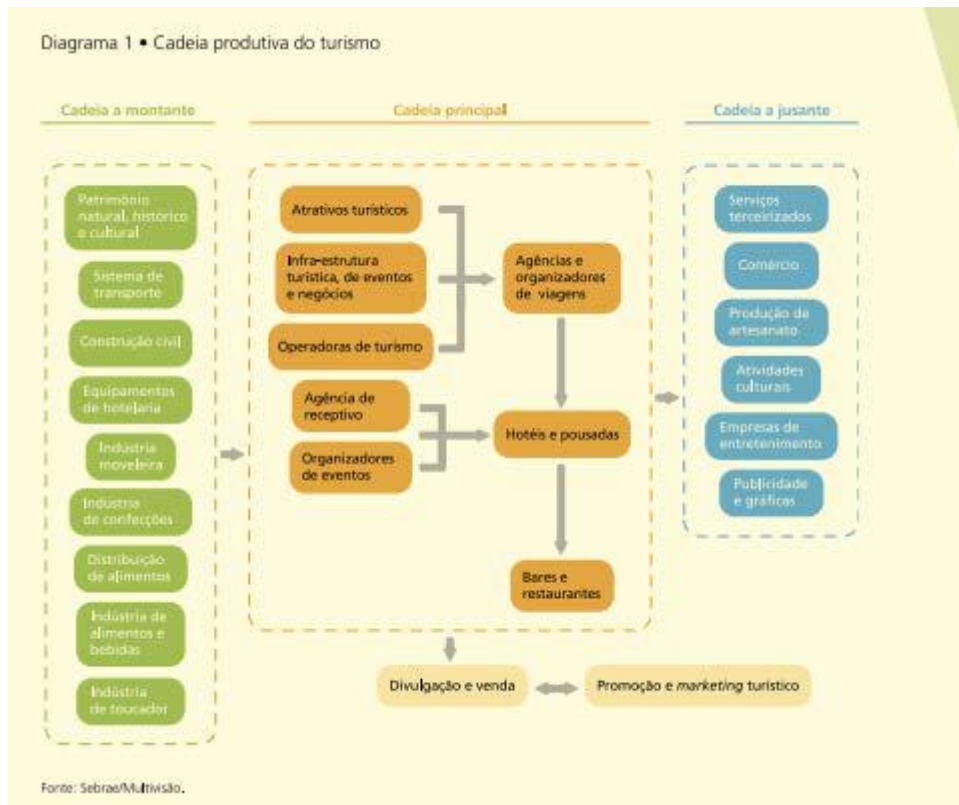 Diagrama 1 • Cadeia produtiva do turismo
Cadeia a montante
Patrimônio
natural, histórico
e cultural
Sistema de
transporte
Construção civil
Equipamentos
de hotelaria
Indústria
moveleira
Indústria
de confecções
Distribuição
de alimentos
Indústria de
alimentos e
bebidas
Indústria
de toucador
Cadeia principal
Atrativos turísticos
Infra-estrutura
turística, de eventos
e negócios
Operadoras de turismo
Agência de
receptivo
Organizadores
de eventos
Agências e
organizadores
de viagens
Hotéis e pousadas
Bares e
restaurantes
Cadeia a jusante
Serviços
terceirizados
Comércio
Produção de
artesanato
Atividades
culturais
Empresas de
entretenimento
Publicidade
e gráficas
Divulgação e venda
Promoção e marketing turístico
Fonte: Sebrae/Multivisão.